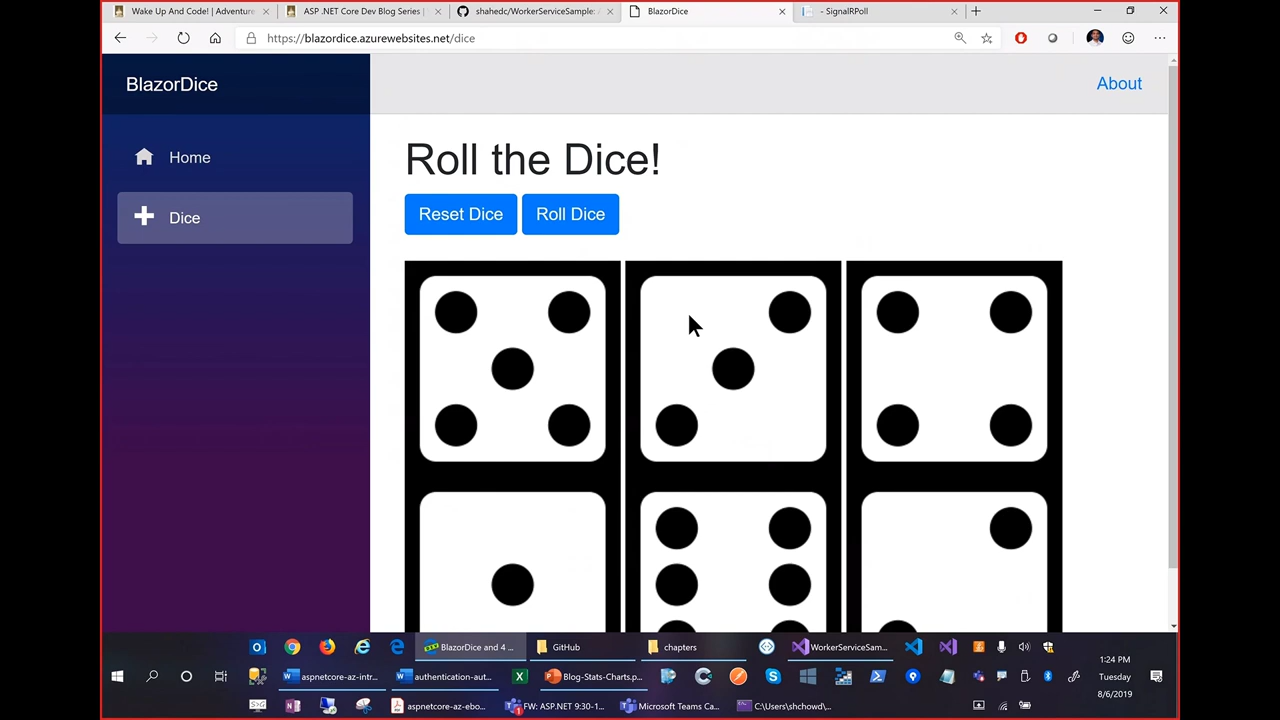 Wake Up And Code! | Adventure
ASP .NET Core Dev Blog Series |
shahedc/WorkerServiceSample: A
BlazorDice
- SignalRPoll
https://blazordice.azurewebsites.net/dice
BlazorDice
About
Home
Dice
Roll the Dice!
Reset Dice
Roll Dice
BlazorDice and 4 ...
GitHub
chapters
WorkerServiceSam...
aspnetcore-az-intr...
authentication-aut...
Blog-Stats-Charts.p...
1:24 PM
Tuesday
8/6/2019
aspnetcore-az-ebo...
FW: ASP.NET 9:30-1...
Microsoft Teams Ca...
C:\Users\shchowd\...